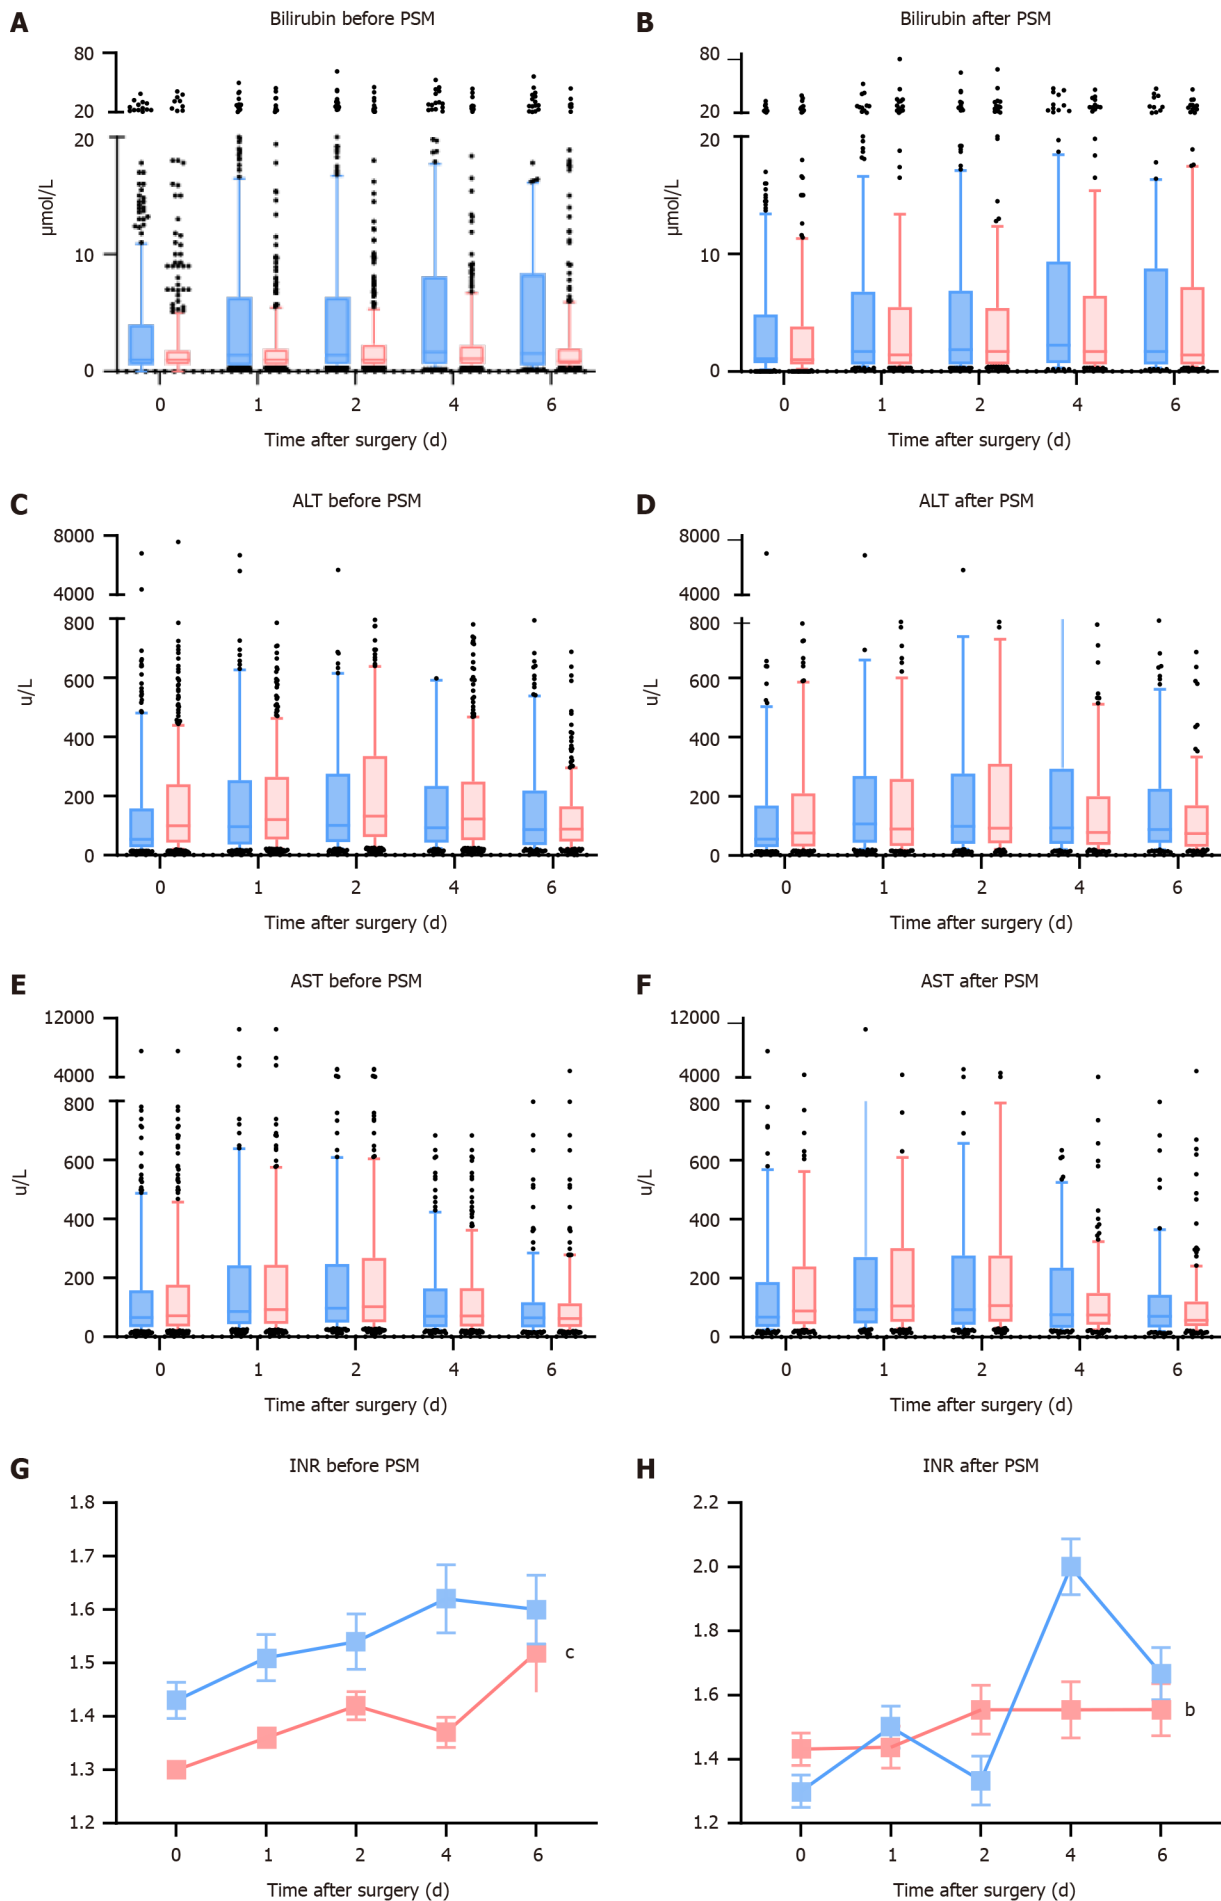 A
Bilirubin before PSM
80
20
20
µmol/L
10
0
0 1 2 4 6
Time after surgery (d)
B
Bilirubin after PSM
80
20
20
µmol/L
10
0
0 1 2 4 6
Time after surgery (d)
C
ALT before PSM
8000
4000
800
600
u/L
400
200
0
0 1 2 4 6
Time after surgery (d)
D
ALT after PSM
8000
4000
800
600
u/L
400
200
0
0 1 2 4 6
Time after surgery (d)
E
AST before PSM
12000
4000
800
600
u/L
400
200
0
0 1 2 4 6
Time after surgery (d)
F
AST after PSM
12000
4000
800
600
u/L
400
200
0
0 1 2 4 6
Time after surgery (d)
G
INR before PSM
1.8
1.7
1.6
1.5
c
1.4
1.3
1.2
0 1 2 4 6
Time after surgery (d)
H
INR after PSM
2.2
2.0
1.8
1.6
b
1.4
1.2
0 1 2 4 6
Time after surgery (d)